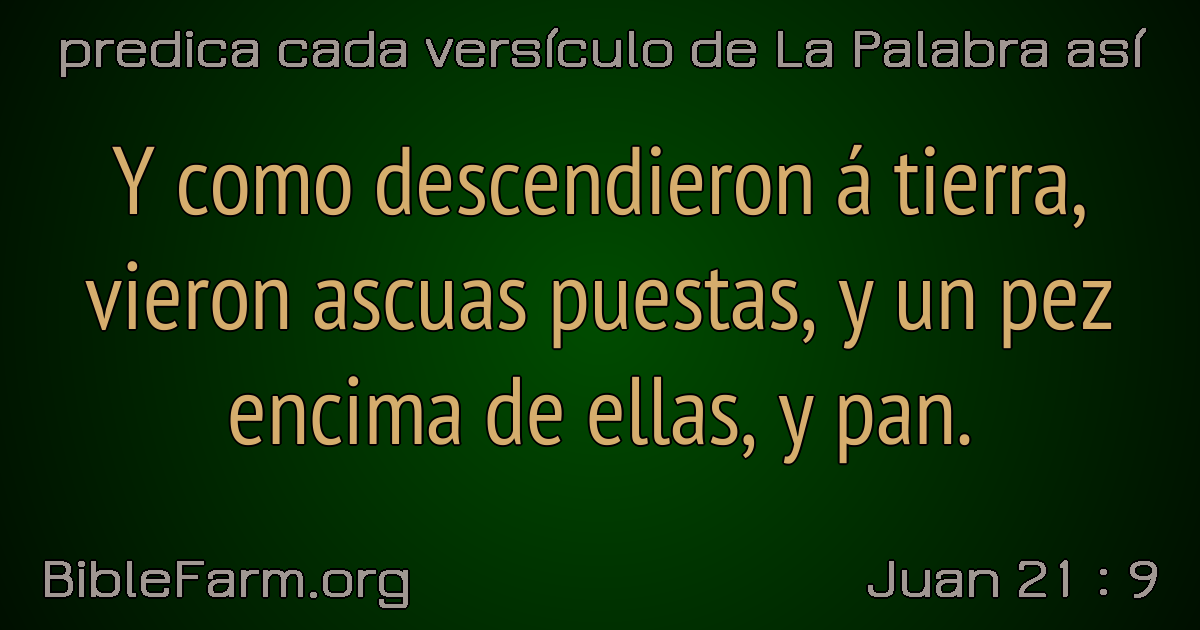 predica cada versículo de La Palabra así
Y como descendieron á tierra,
vieron ascuas puestas, y un pez
encima de ellas, y pan.
BibleFarm.org
Juan 21 : 9